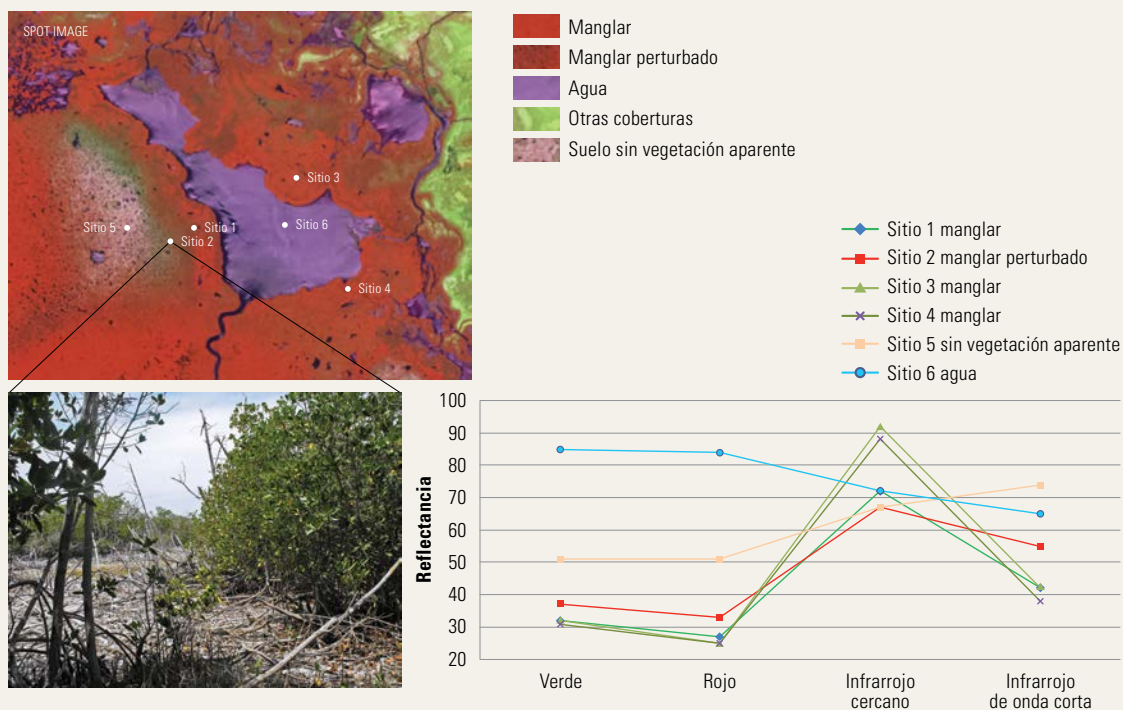 SPOT IMAGE
Sitio 3
Sitio 5
Sitio 1
Sitio 6
Sitio 2
Sitio 4
Manglar
Manglar perturbado
Agua
Otras coberturas
Suelo sin vegetación aparente
Sitio 1 manglar
Sitio 2 manglar perturbado
Sitio 3 manglar
Sitio 4 manglar
Sitio 5 sin vegetación aparente
Sitio 6 agua
Reflectancia
100
90
80
70
60
50
40
30
20
Verde
Rojo
Infrarrojo
cercano
Infrarrojo
de onda corta